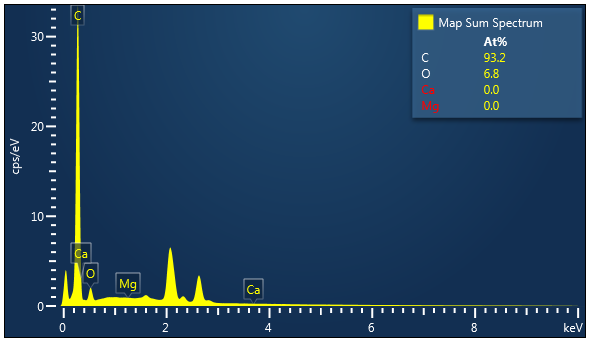 Map Sum Spectrum
At%
C 93.2
O 6.8
Ca 0.0
Mg 0.0
C
Ca
O
Mg
Ca
cps/eV
30
20
10
0
0 2 4 6 8 keV